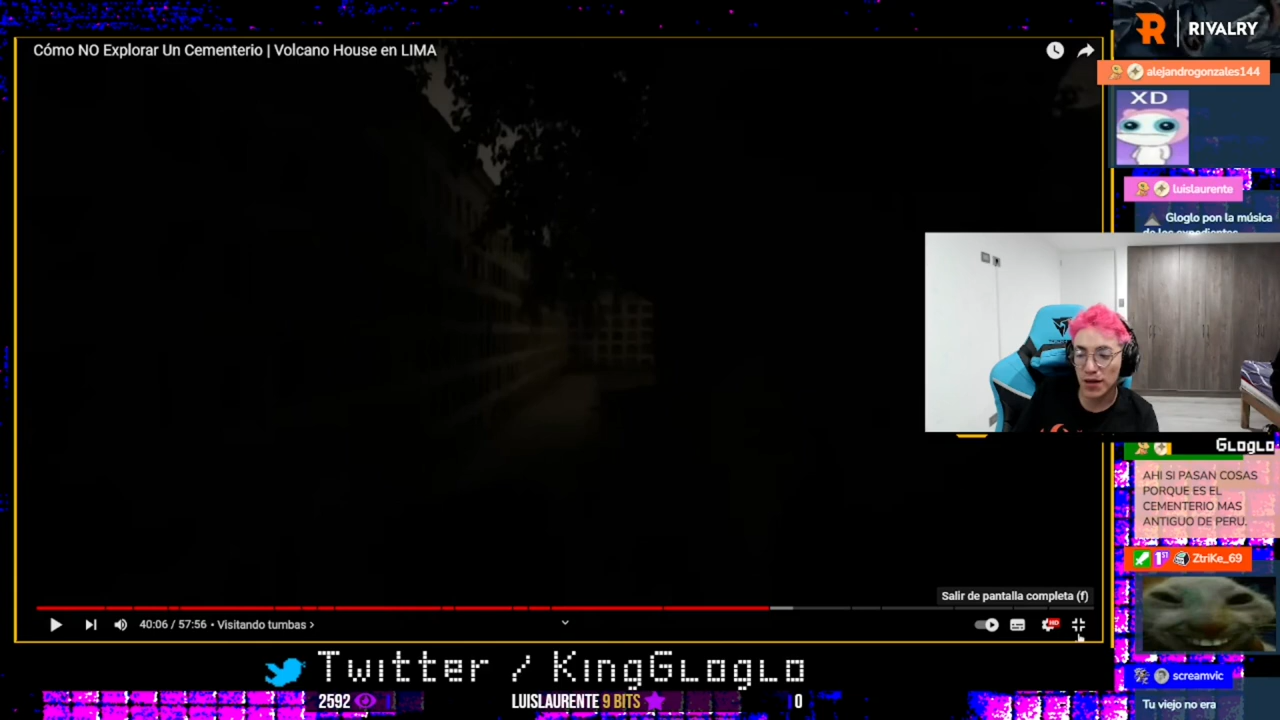 Cómo NO Explorar Un Cementerio | Volcano House en LIMA
RIVALRY
alejandrogonzales144
XD
luislaurente
Gloglo pon la música
GLoGLo
AHI SI PASAN COSAS
PORQUE ES EL
CEMENTERIO MAS
ANTIGUO DE PERU.
ZtriKe_69
Salir de pantalla completa (f)
40:06 / 57:56 • Visitando tumbas >
HD
screamvic
Tu viejo no era
Twitter / KingGLoGLo
2592
LUISLAURENTE 9 BITS
0